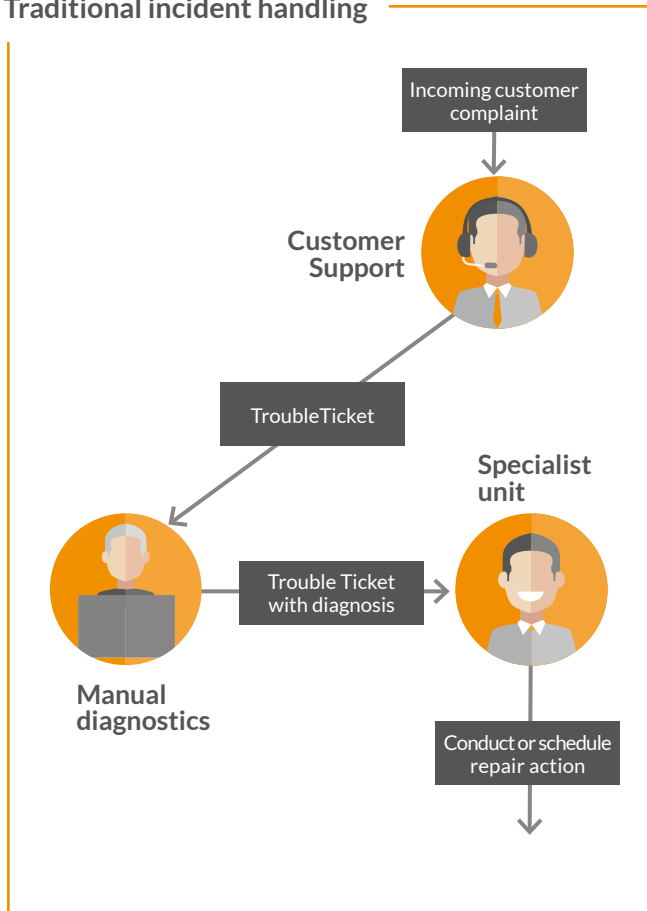 Traditional incident handling
Incoming customer
complaint
Customer
Support
TroubleTicket
Specialist
unit
Trouble Ticket
with diagnosis
Manual
diagnostics
Conduct or schedule
repair action